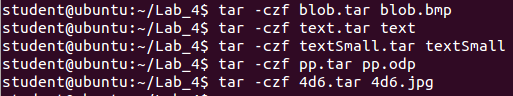 student@ubuntu:~/Lab_4$ tar -czf blob.tar blob.bmp
student@ubuntu:~/Lab_4$ tar -czf text.tar text
student@ubuntu:~/Lab_4$ tar -czf textSmall.tar textSmall
student@ubuntu:~/Lab_4$ tar -czf pp.tar pp.odp
student@ubuntu:~/Lab_4$ tar -czf 4d6.tar 4d6.jpg